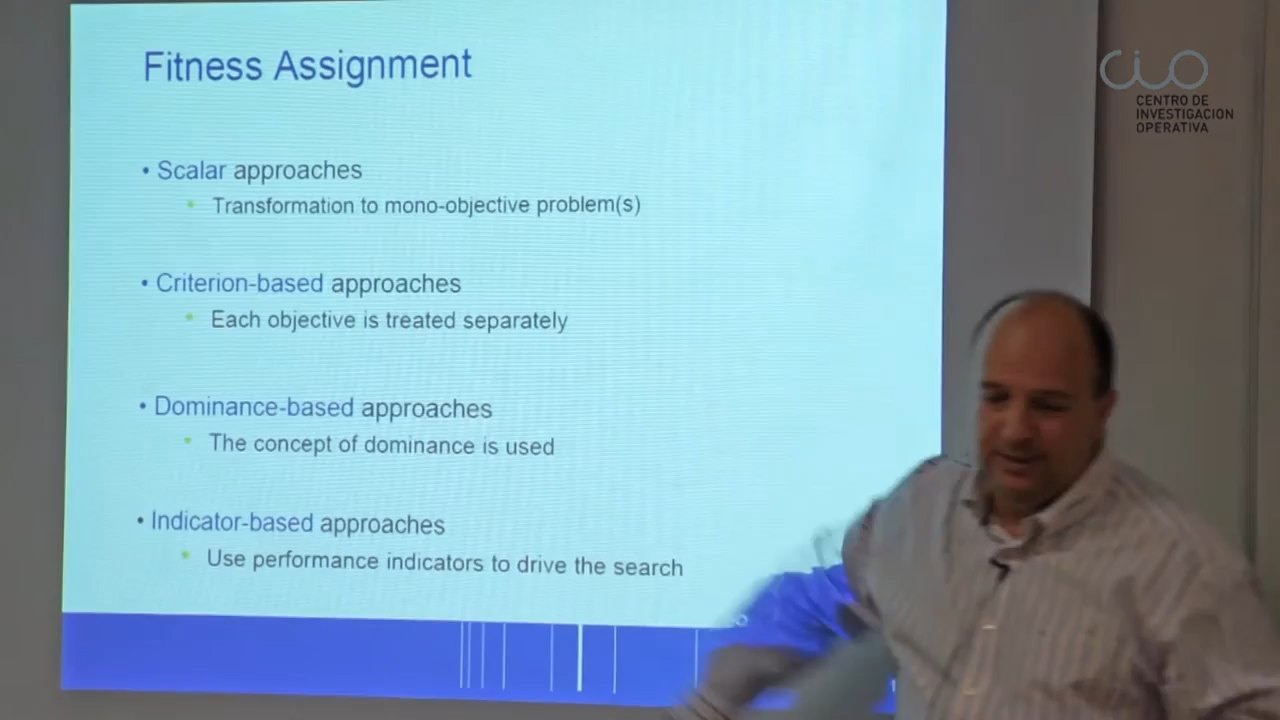 Fitness Assignment
• Scalar approaches
• Transformation to mono-objective problem(s)
• Criterion-based approaches
• Each objective is treated separately
• Dominance-based approaches
• The concept of dominance is used
• Indicator-based approaches
• Use performance indicators to drive the search
cio
CENTRO DE
INVESTIGACION
OPERATIVA